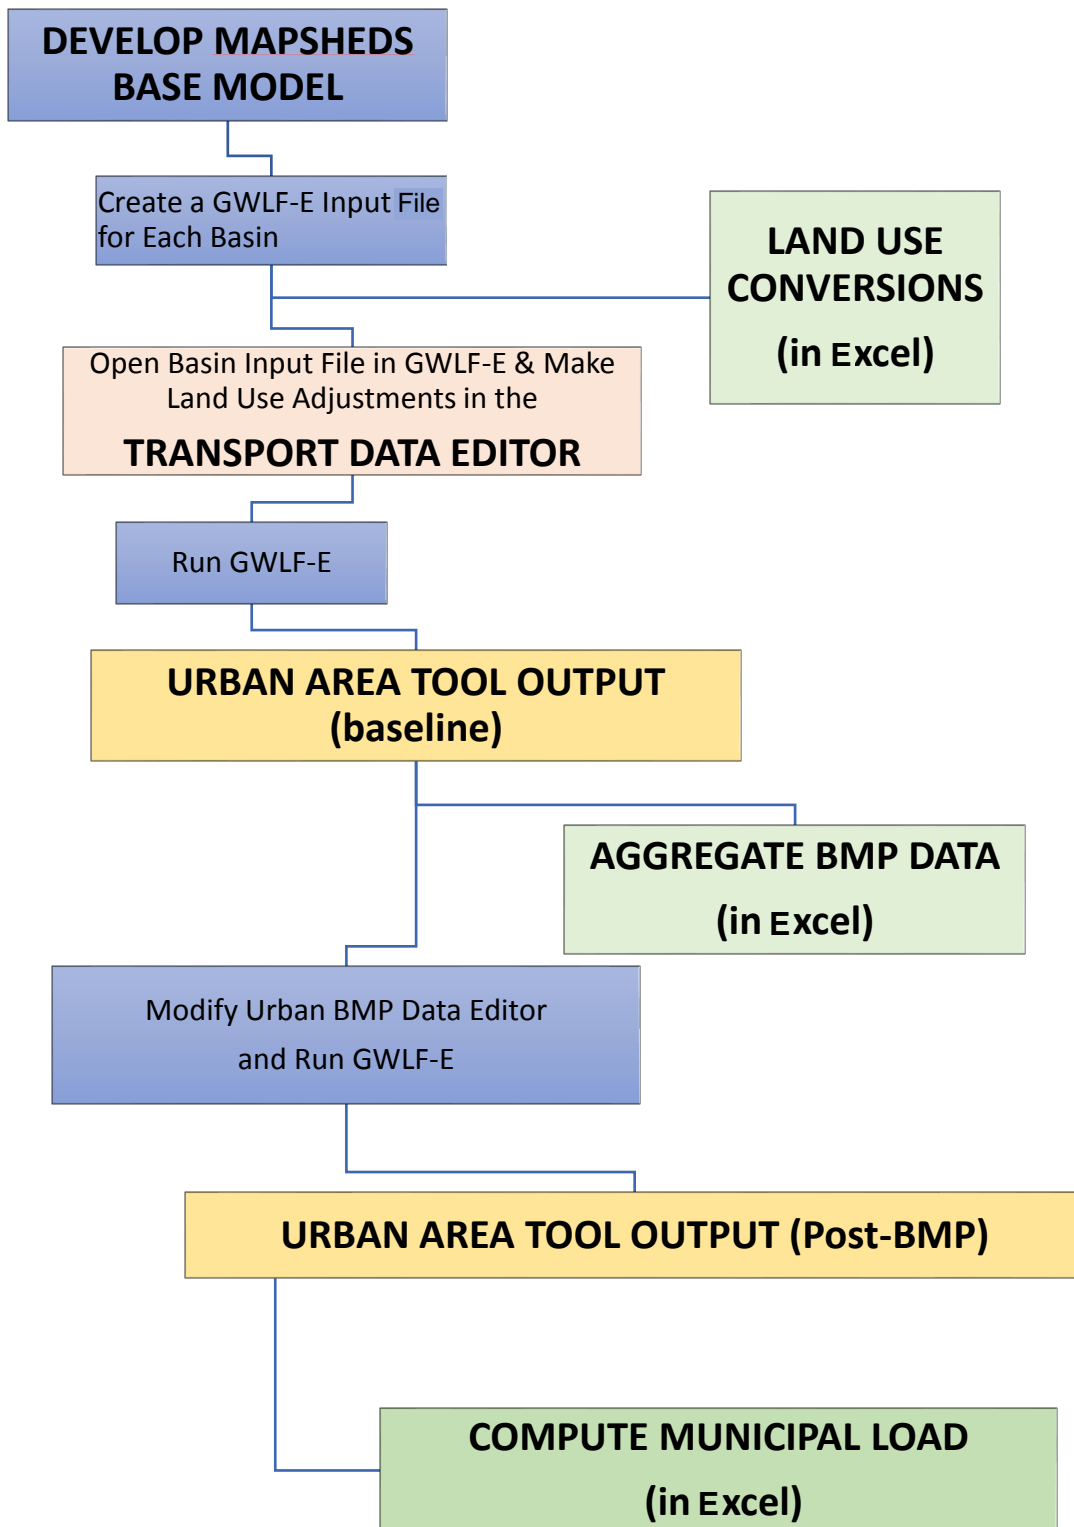 DEVELOP MAPSHEDS
BASE MODEL
Create a GWLF-E Input File
for Each Basin
LAND USE
CONVERSIONS
(in Excel)
Open Basin Input File in GWLF-E & Make
Land Use Adjustments in the
TRANSPORT DATA EDITOR
Run GWLF-E
URBAN AREA TOOL OUTPUT
(baseline)
AGGREGATE BMP DATA
(in Excel)
Modify Urban BMP Data Editor
and Run GWLF-E
URBAN AREA TOOL OUTPUT (Post-BMP)
COMPUTE MUNICIPAL LOAD
(in Excel)